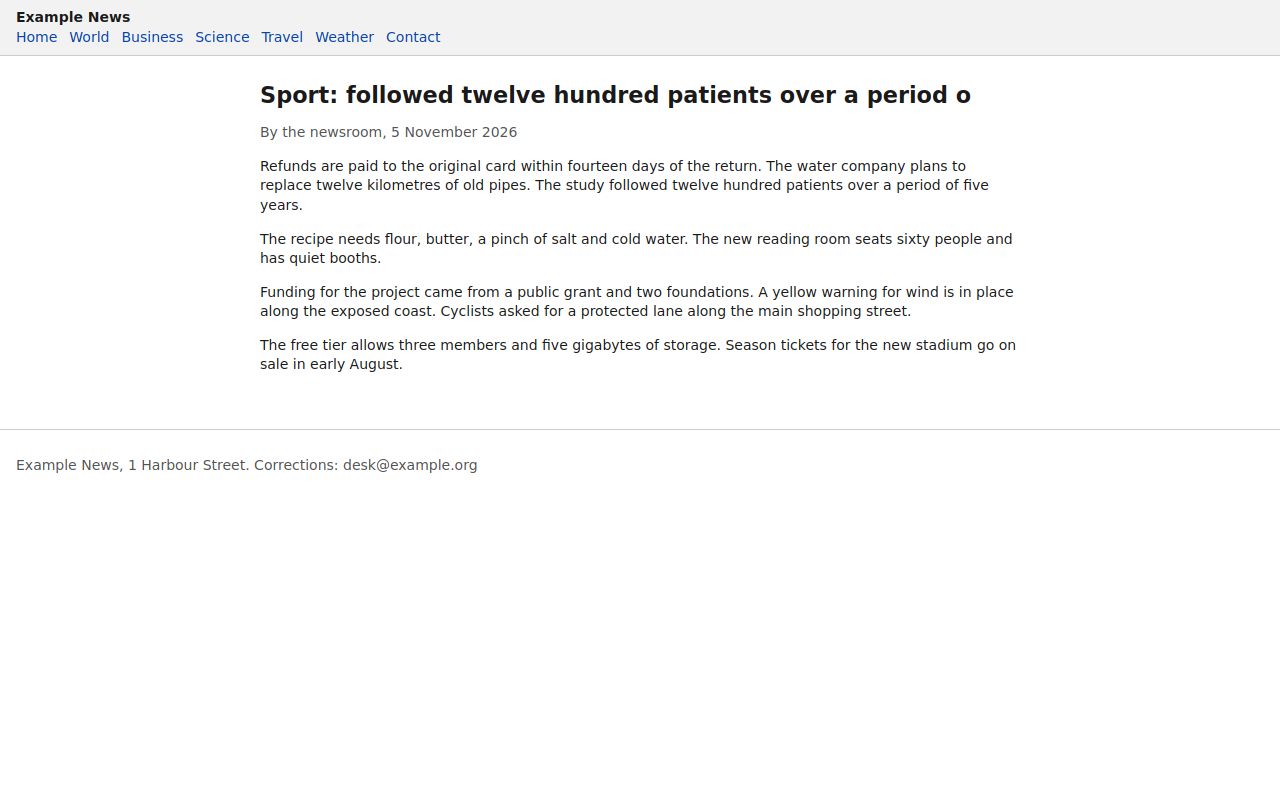 Example News
Home World Business Science Travel Weather Contact
Sport: followed twelve hundred patients over a period o
By the newsroom, 5 November 2026
Refunds are paid to the original card within fourteen days of the return. The water company plans to
replace twelve kilometres of old pipes. The study followed twelve hundred patients over a period of five
years.
The recipe needs flour, butter, a pinch of salt and cold water. The new reading room seats sixty people and
has quiet booths.
Funding for the project came from a public grant and two foundations. A yellow warning for wind is in place
along the exposed coast. Cyclists asked for a protected lane along the main shopping street.
The free tier allows three members and five gigabytes of storage. Season tickets for the new stadium go on
sale in early August.
Example News, 1 Harbour Street. Corrections: desk@example.org